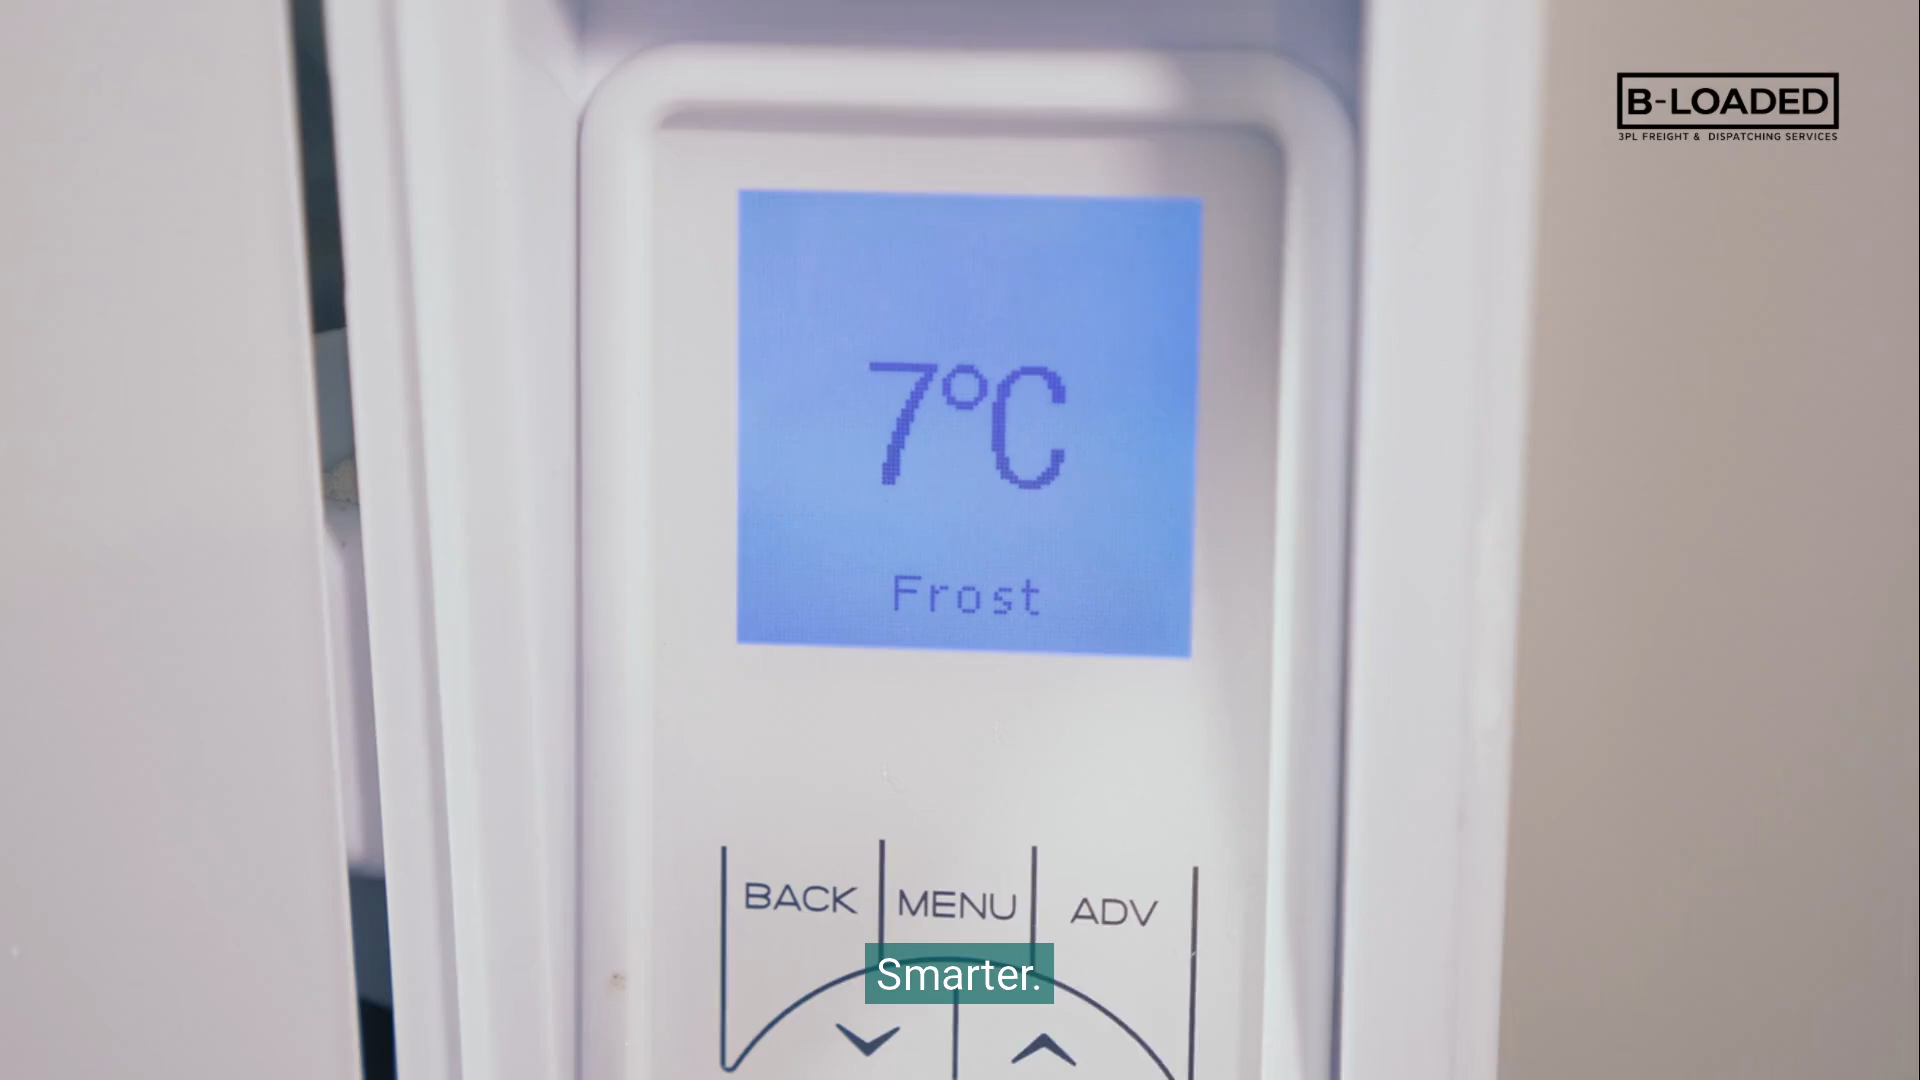 B-LOADED
3PL FREIGHT & DISPATCHING SERVICES
7°C
Frost
BACK MENU ADV
Smarter.